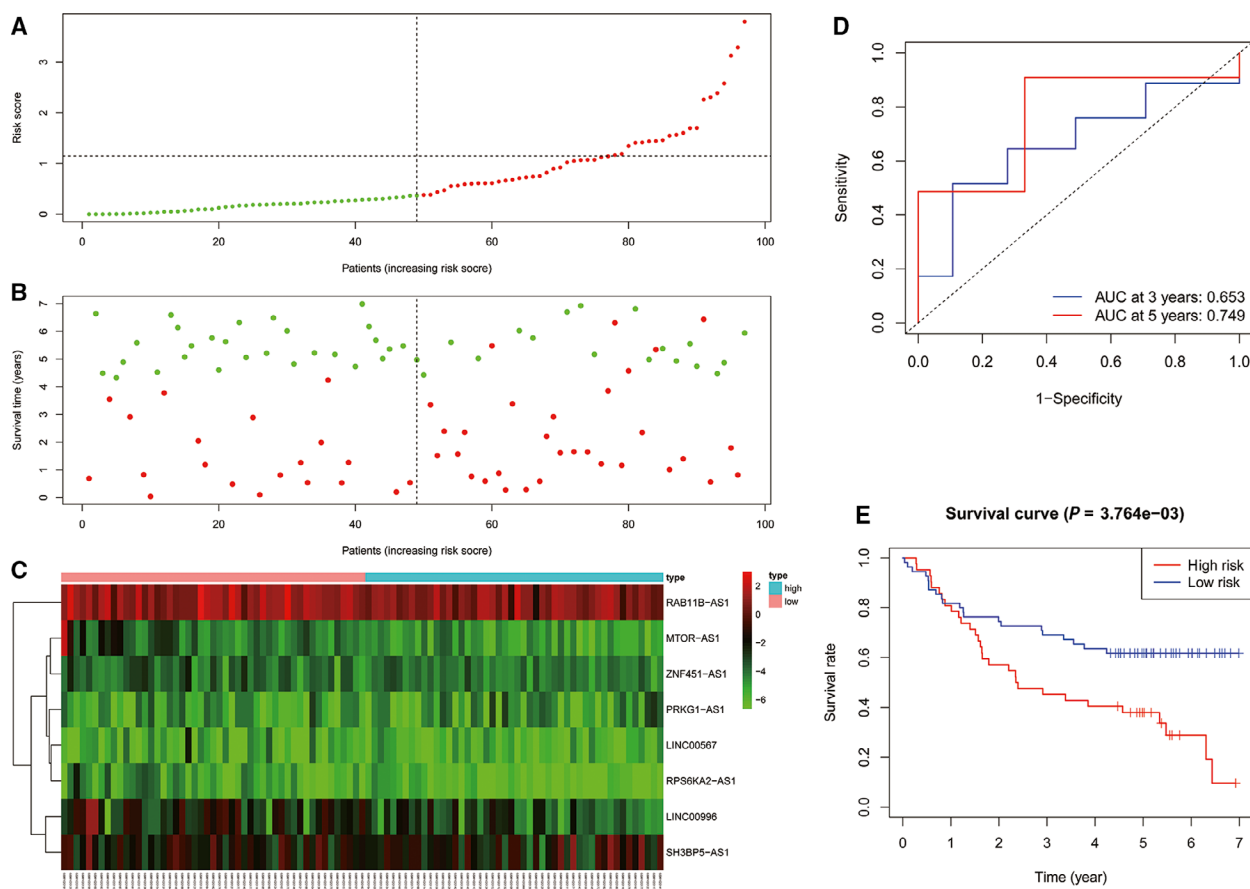 A
3
2
1
0
Risk score
0 20 40 60 80 100
Patients (increasing risk socre)
B
7
6
5
4
3
2
1
0
Survival time (years)
0 20 40 60 80 100
Patients (increasing risk socre)
C
type
RAB11B−AS1
MTOR−AS1
ZNF451−AS1
PRKG1−AS1
LINC00567
RPS6KA2−AS1
LINC00996
SH3BP5−AS1
2
0
−2
−4
−6
type
high
low
D
1.0
0.8
0.6
0.4
0.2
0.0
Sensitivity
AUC at 3 years: 0.653
AUC at 5 years: 0.749
0.0 0.2 0.4 0.6 0.8 1.0
1−Specificity
E
Survival curve (P = 3.764e−03)
High risk
Low risk
1.0
0.8
0.6
0.4
0.2
0.0
Survival rate
0 1 2 3 4 5 6 7
Time (year)